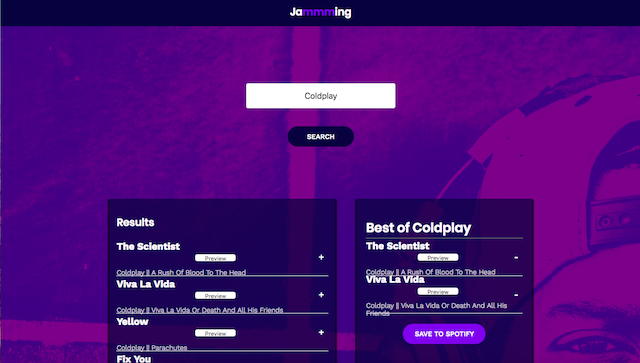 Jammming
Coldplay
SEARCH
Results
The Scientist
Preview
+
Coldplay || A Rush Of Blood To The Head
Viva La Vida
Preview
+
Coldplay || Viva La Vida Or Death And All His Friends
Yellow
Preview
+
Coldplay || Parachutes
Fix You
Best of Coldplay
The Scientist
Preview
-
Coldplay || A Rush Of Blood To The Head
Viva La Vida
Preview
-
Coldplay || Viva La Vida Or Death And All His
Friends
SAVE TO SPOTIFY